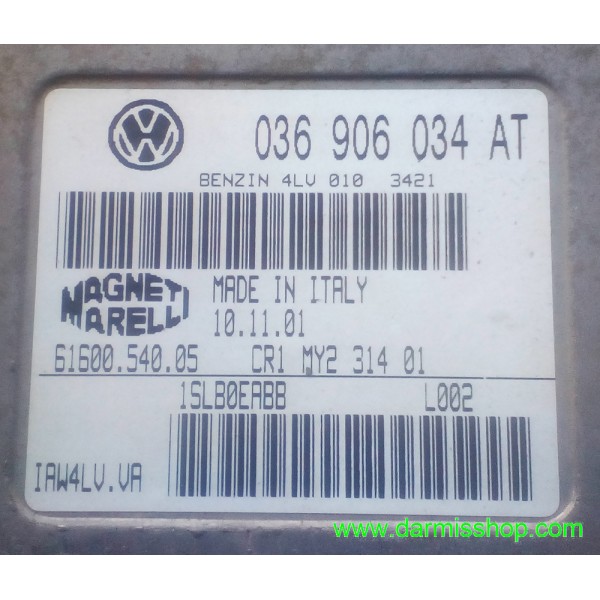 036 906 034 AT
BENZIN 4LV 010 3421
MAGNETI
MARELLI
MADE IN ITALY
10.11.01
61600.540.05 CR1 MY2 314 01
1SLB0EABB L002
IAW4LV.VA
www.darmisshop.com